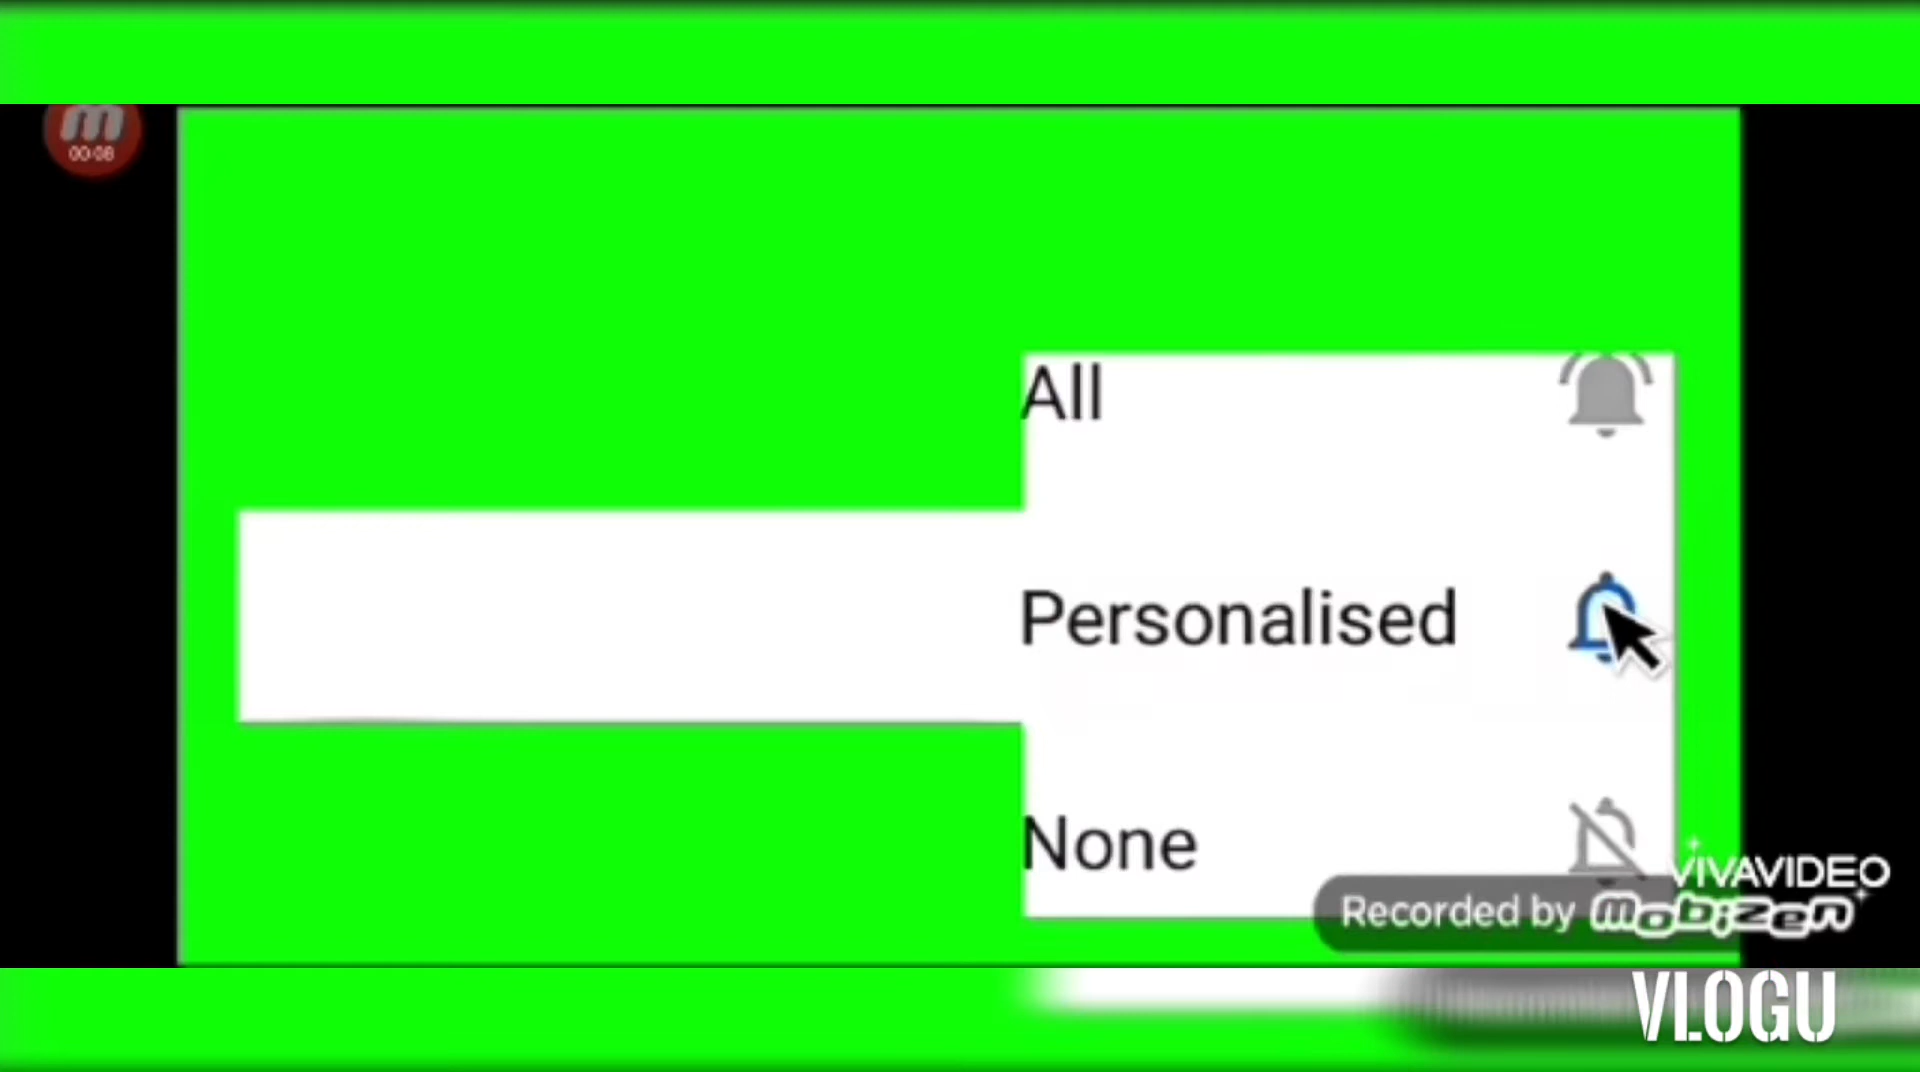 m
00:08
All
Personalised
None
VIVAVIDEO
Recorded by mobizen
VLOGU